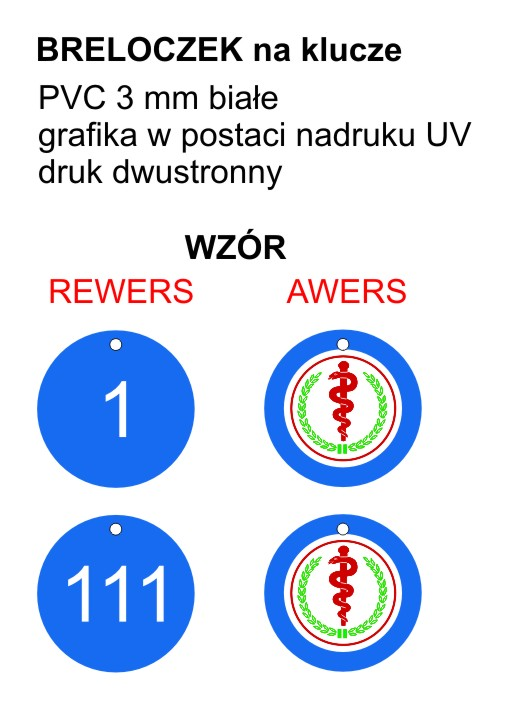 BRELOCZEK na klucze
PVC 3 mm białe
grafika w postaci nadruku UV
druk dwustronny
WZÓR
REWERS AWERS
1
111